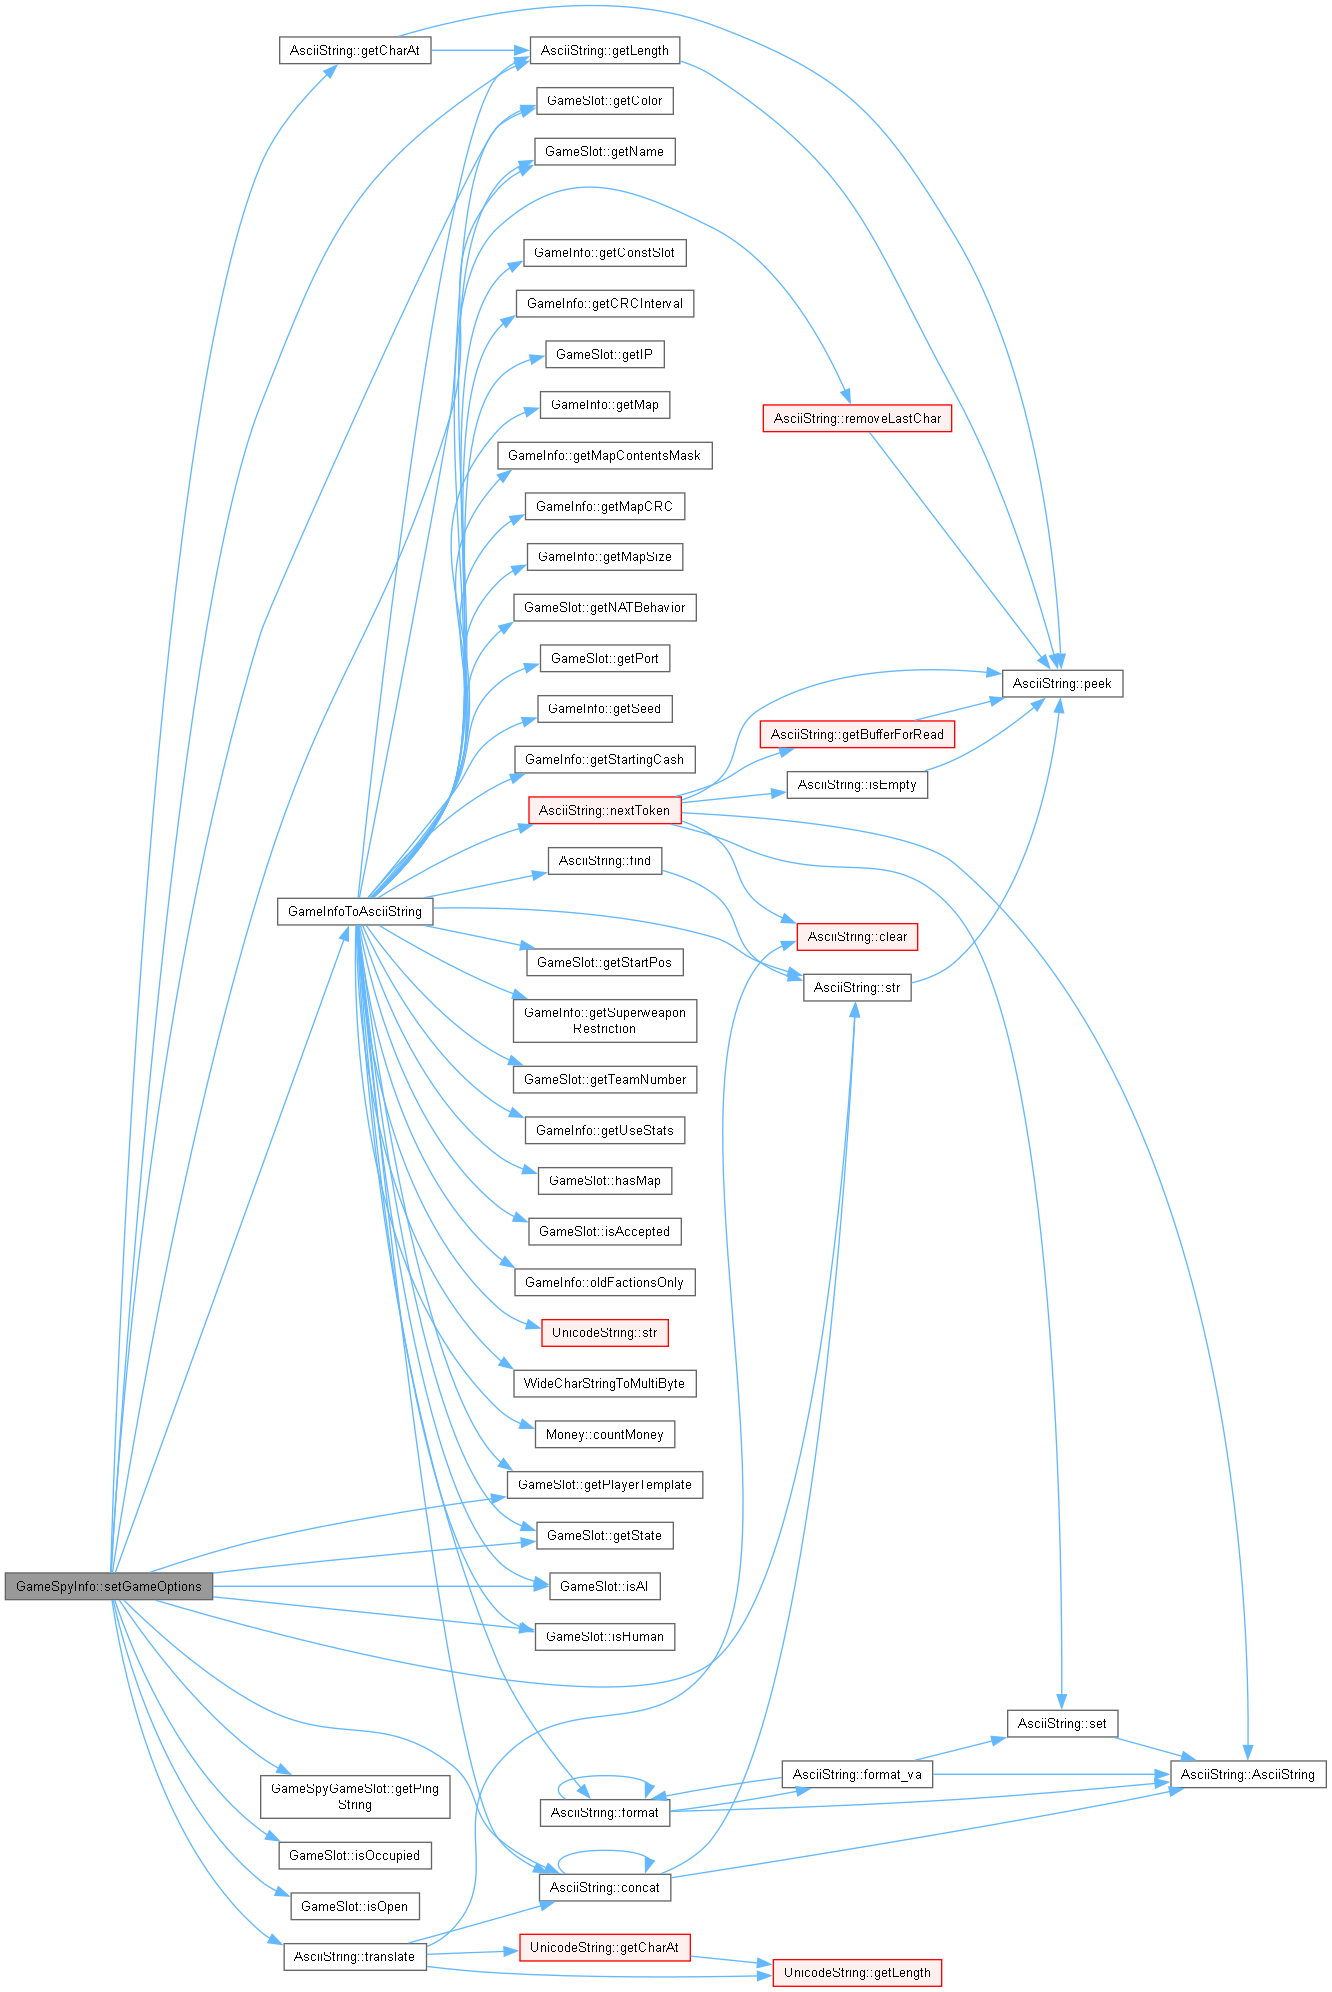 AsciiString::getCharAt
AsciiString::getLength
GameSlot::getColor
GameSlot::getName
GameInfo::getConstSlot
GameInfo::getCRCInterval
GameSlot::getIP
GameInfo::getMap
AsciiString::removeLastChar
GameInfo::getMapContentsMask
GameInfo::getMapCRC
GameInfo::getMapSize
GameSlot::getNATBehavior
GameSlot::getPort
AsciiString::peek
GameInfo::getSeed
AsciiString::getBufferForRead
GameInfo::getStartingCash
AsciiString::isEmpty
AsciiString::nextToken
AsciiString::find
GameInfoToAsciiString
AsciiString::clear
GameSlot::getStartPos
AsciiString::str
GameInfo::getSuperweapon
Restriction
GameSlot::getTeamNumber
GameInfo::getUseStats
GameSlot::hasMap
GameSlot::isAccepted
GameInfo::oldFactionsOnly
UnicodeString::str
WideCharStringToMultiByte
Money::countMoney
GameSlot::getPlayerTemplate
GameSlot::getState
GameSpyInfo::setGameOptions
GameSlot::isAI
GameSlot::isHuman
AsciiString::set
AsciiString::format_va
AsciiString::AsciiString
GameSpyGameSlot::getPing
String
AsciiString::format
GameSlot::isOccupied
AsciiString::concat
GameSlot::isOpen
UnicodeString::getCharAt
AsciiString::translate
UnicodeString::getLength